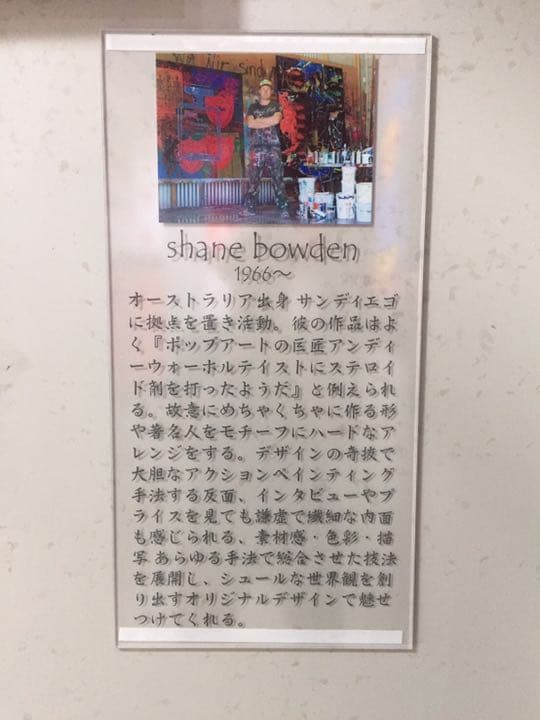 für sind
shane bowden
1966〜
オーストラリア出身 サンディエゴ
に拠点を置き活動。彼の作品はよ
く『ポップアートの巨匠アンディ
ーウォーホルテイストにステロイ
ド剤を打ったようだ』と例えられ
る。故意にめちゃくちゃに作る形
や著名人をモチーフにハードなア
レンジをする。デザインの奇抜で
大胆なアクションペインティング
手法する反面、インタビューやプ
ライスを見ても謙虚で繊細な内面
も感じられる、素材感・色彩・描
写 あらゆる手法で総合させた技法
を展開し、シュールな世界観を創
り出すオリジナルデザインで魅せ
つけてくれる。